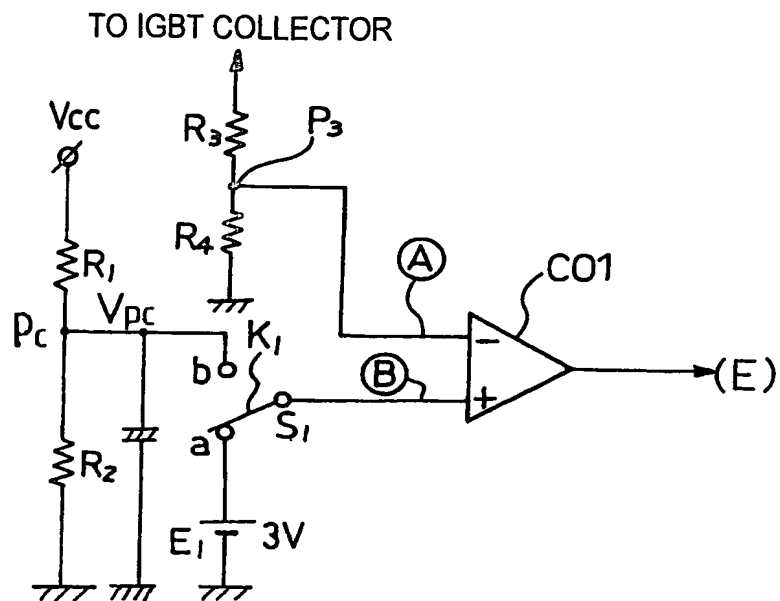 TO IGBT COLLECTOR
Vcc
R3
P3
R4
R1
A
CO1
Pc
Vpc
K1
b
B
-
+
(E)
S1
a
R2
E1
3V